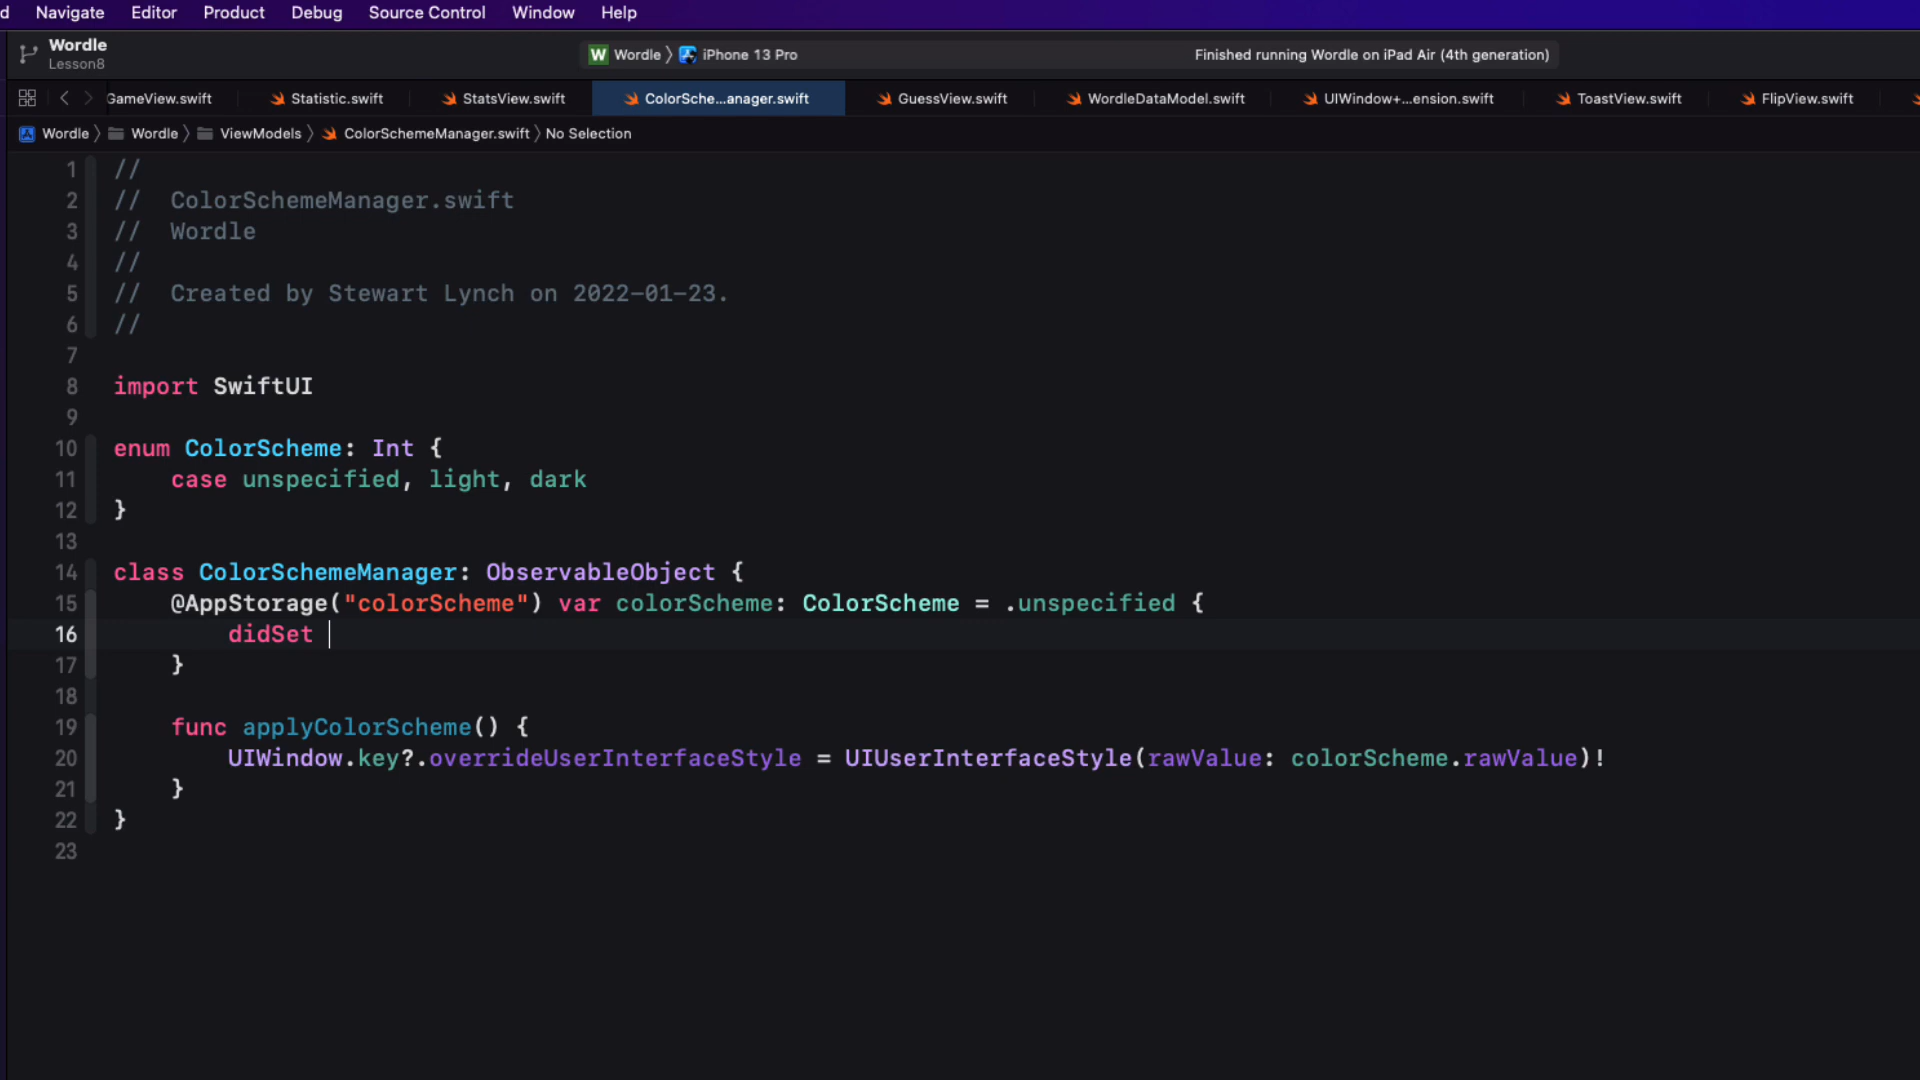 d Navigate Editor Product Debug Source Control Window Help
Wordle
Lesson8
W Wordle 〉 iPhone 13 Pro
Finished running Wordle on iPad Air (4th generation)
GameView.swift Statistic.swift StatsView.swift ColorSche...anager.swift GuessView.swift WordleDataModel.swift UIWindow+...ension.swift ToastView.swift FlipView.swift
Wordle 〉 Wordle 〉 ViewModels 〉 ColorSchemeManager.swift 〉 No Selection
1 //
2 //  ColorSchemeManager.swift
3 //  Wordle
4 //
5 //  Created by Stewart Lynch on 2022-01-23.
6 //
7
8 import SwiftUI
9
10 enum ColorScheme: Int {
11     case unspecified, light, dark
12 }
13
14 class ColorSchemeManager: ObservableObject {
15     @AppStorage("colorScheme") var colorScheme: ColorScheme = .unspecified {
16         didSet
17     }
18
19     func applyColorScheme() {
20         UIWindow.key?.overrideUserInterfaceStyle = UIUserInterfaceStyle(rawValue: colorScheme.rawValue)!
21     }
22 }
23